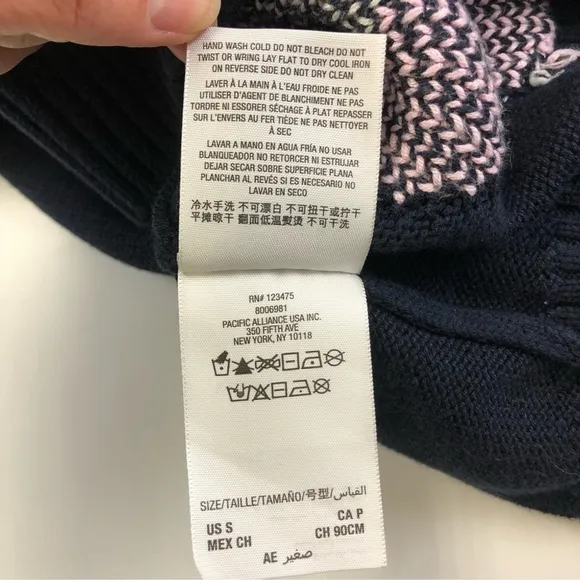 HAND WASH COLD DO NOT BLEACH DO NOT
TWIST OR WRING LAY FLAT TO DRY COOL IRON
ON REVERSE SIDE DO NOT DRY CLEAN
LAVER À LA MAIN À L'EAU FROIDE NE PAS
UTILISER D'AGENT DE BLANCHIMENT NE PAS
TORDRE NI ESSORER SÉCHAGE À PLAT REPASSER
SUR L'ENVERS AU FER TIÈDE NE PAS NETTOYER
À SEC
LAVAR A MANO EN AGUA FRÍA NO USAR
BLANQUEADOR NO RETORCER NI ESTRUJAR
DEJAR SECAR SOBRE SUPERFICIE PLANA
PLANCHAR AL REVÉS SI ES NECESARIO NO
LAVAR EN SECO
冷水手洗 不可漂白 不可扭干或拧干
平摊晾干 翻面低温熨烫 不可干洗
RN# 123475
8006981
PACIFIC ALLIANCE USA INC.
350 FIFTH AVE
NEW YORK, NY 10118
SIZE/TAILLE/TAMAÑO/号型/القياس
US S CA P
MEX CH CH 90CM
AE صغير